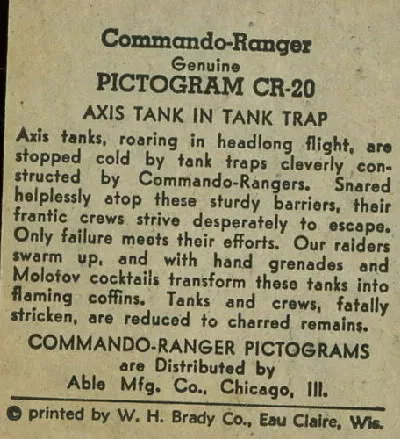 Commando-Ranger
Genuine
PICTOGRAM CR-20
AXIS TANK IN TANK TRAP
Axis tanks, roaring in headlong flight, are
stopped cold by tank traps cleverly con-
structed by Commando-Rangers. Snared
helplessly atop these sturdy barriers, their
frantic crews strive desperately to escape.
Only failure meets their efforts. Our raiders
swarm up, and with hand grenades and
Molotov cocktails transform these tanks into
flaming coffins. Tanks and crews, fatally
stricken, are reduced to charred remains.
COMMANDO-RANGER PICTOGRAMS
are Distributed by
Able Mfg. Co., Chicago, Ill.
© printed by W. H. Brady Co., Eau Claire, Wis.